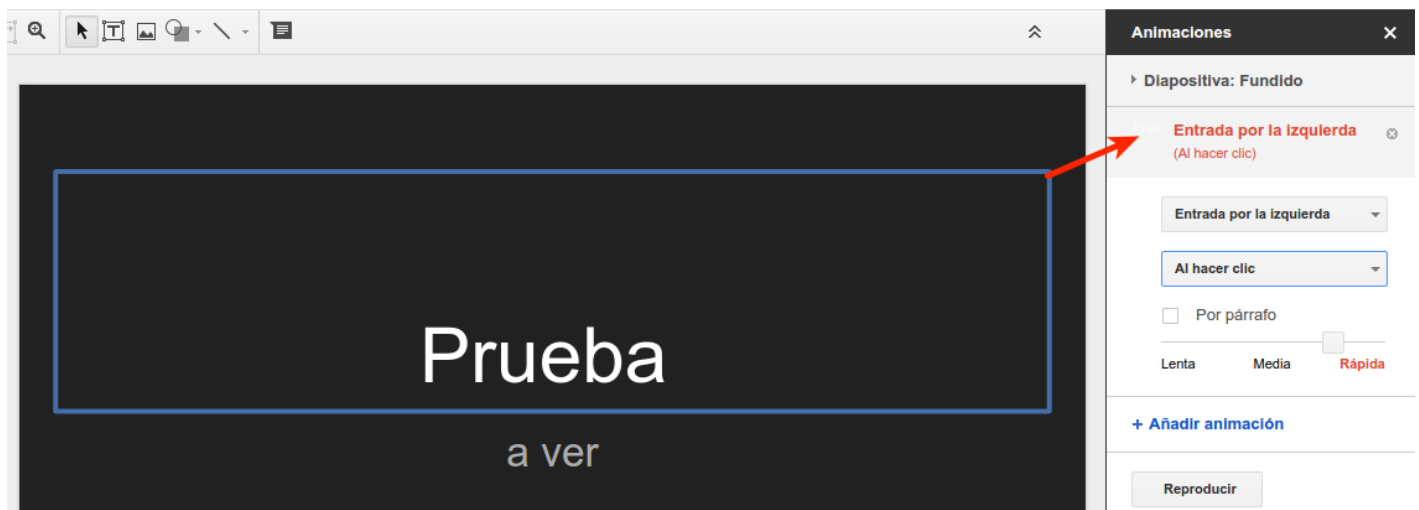 Animaciones
Diapositiva: Fundido
Entrada por la izquierda
(Al hacer clic)
Entrada por la izquierda
Al hacer clic
Por párrafo
Lenta Media Rápida
+ Añadir animación
Reproducir
Prueba
a ver